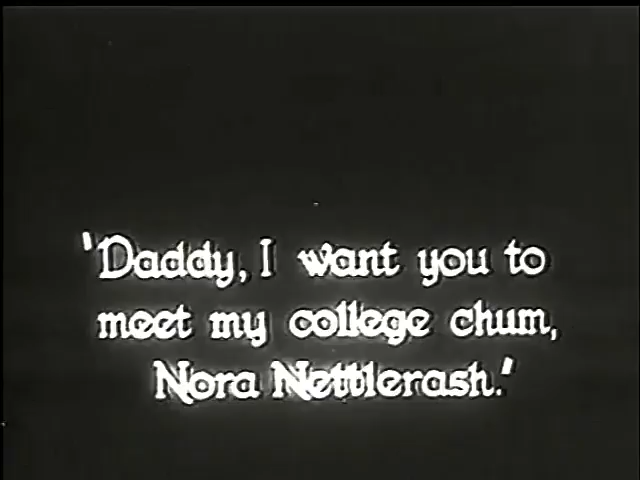 'Daddy, I want you to
meet my college chum,
Nora Nettlerash.'